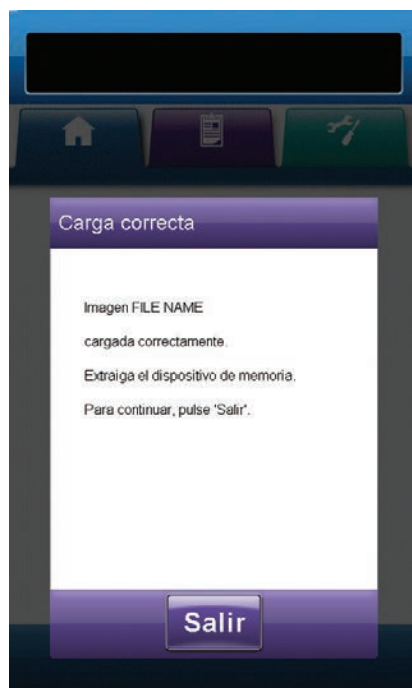 Carga correcta
Imagen FILE NAME
cargada correctamente.
Extraiga el dispositivo de memoria.
Para continuar, pulse 'Salir'.
Salir